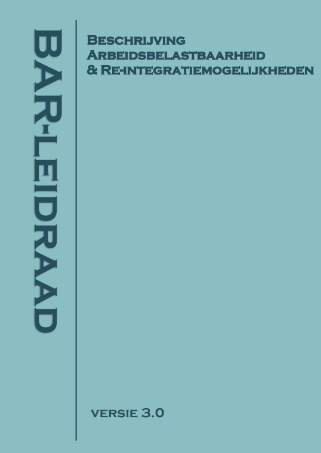 BAR-LEIDRAAD
Beschrijving
Arbeidsbelastbaarheid
& Re-integratiemogelijkheden
versie 3.0